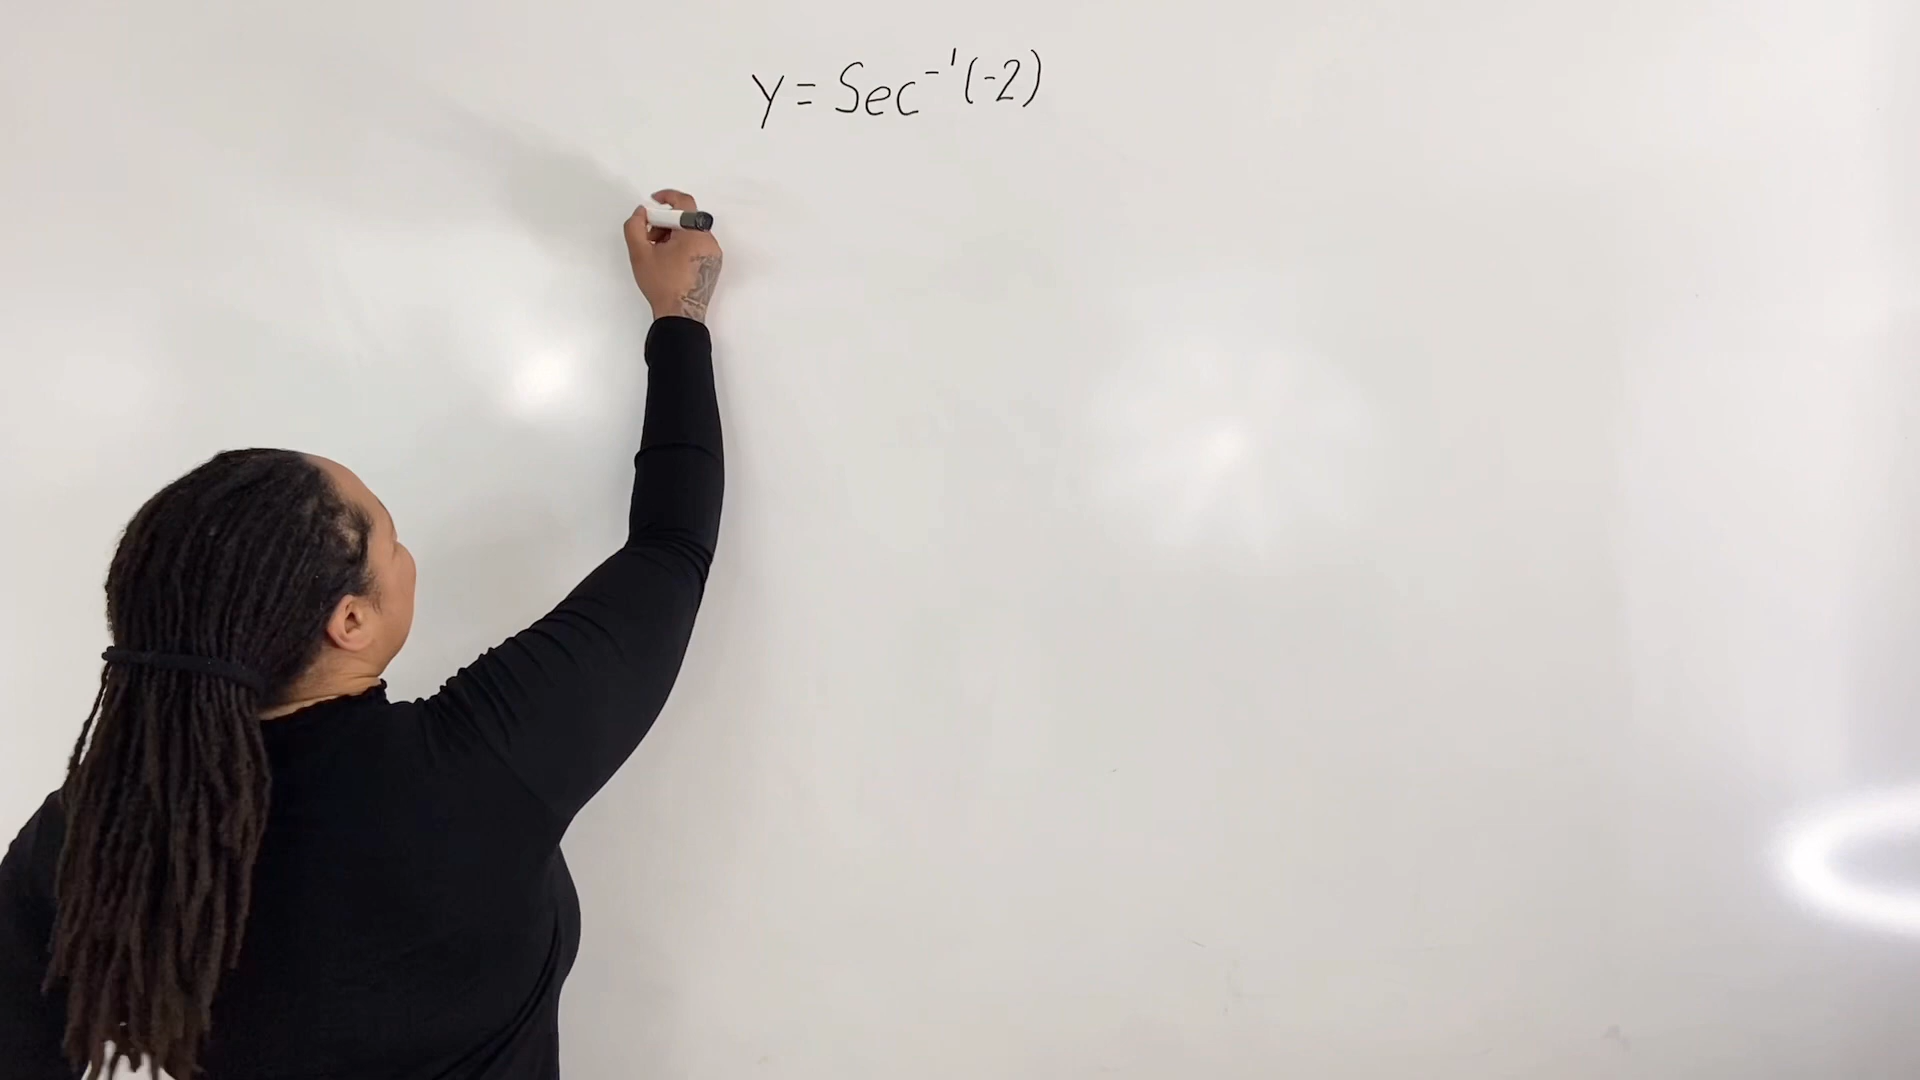 y = Sec⁻¹(-2)